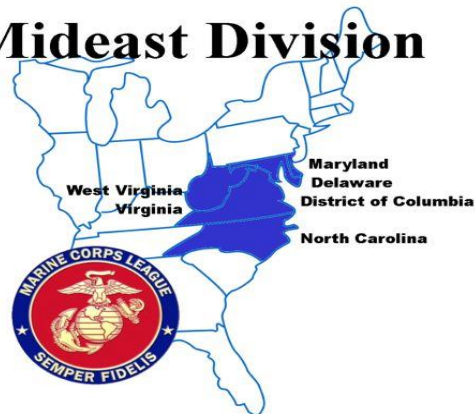 Mideast Division
Maryland
Delaware
West Virginia
Virginia
District of Columbia
North Carolina
MARINE CORPS LEAGUE
SEMPER FIDELIS